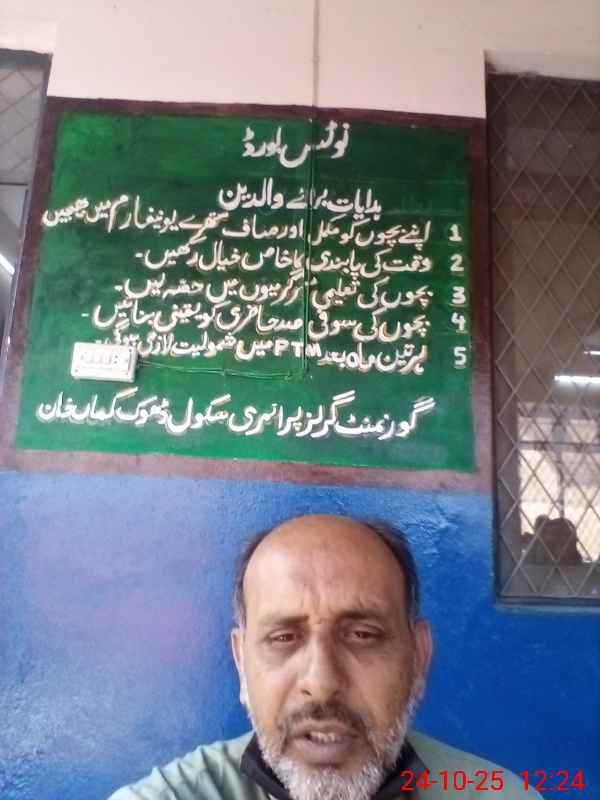 نوٹس بورڈ
ہدایات برائے والدین
1 اپنے بچوں کو مکمل اور صاف ستھرے یونیفارم میں بھیجیں
2 وقت کی پابندی کا خاص خیال رکھیں۔
3 بچوں کی تعلیمی سرگرمیوں میں حصہ لیں۔
4 بچوں کی سو فی صد حاضری کو یقینی بنائیں۔
5 ہر تین ماہ بعد PTM میں شمولیت لازمی ہوگی۔
گورنمنٹ گرلز پرائمری سکول ڈھوک کماں خان
24-10-25 12:24